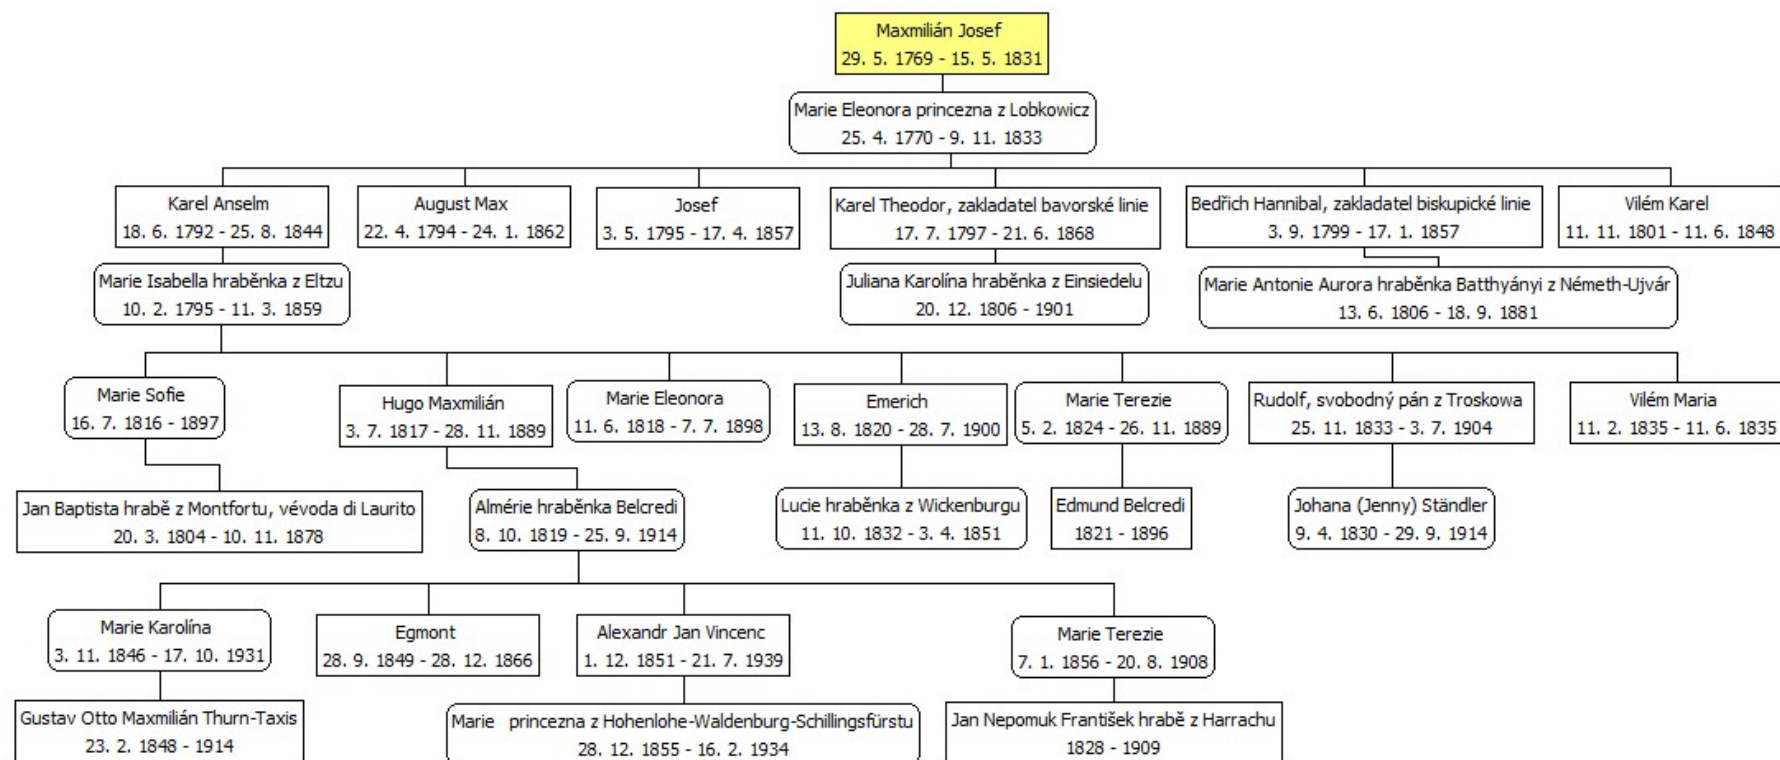 Maxmilián Josef
29. 5. 1769 - 15. 5. 1831
Marie Eleonora princezna z Lobkowicz
25. 4. 1770 - 9. 11. 1833
Karel Anselm
18. 6. 1792 - 25. 8. 1844
August Max
22. 4. 1794 - 24. 1. 1862
Josef
3. 5. 1795 - 17. 4. 1857
Karel Theodor, zakladatel bavorské linie
17. 7. 1797 - 21. 6. 1868
Bedřich Hannibal, zakladatel biskupické linie
3. 9. 1799 - 17. 1. 1857
Vilém Karel
11. 11. 1801 - 11. 6. 1848
Marie Isabella hraběnka z Eltzu
10. 2. 1795 - 11. 3. 1859
Juliana Karolína hraběnka z Einsiedelu
20. 12. 1806 - 1901
Marie Antonie Aurora hraběnka Batthyányi z Németh-Ujvár
13. 6. 1806 - 18. 9. 1881
Marie Sofie
16. 7. 1816 - 1897
Hugo Maxmilián
3. 7. 1817 - 28. 11. 1889
Marie Eleonora
11. 6. 1818 - 7. 7. 1898
Emerich
13. 8. 1820 - 28. 7. 1900
Marie Terezie
5. 2. 1824 - 26. 11. 1889
Rudolf, svobodný pán z Troskowa
25. 11. 1833 - 3. 7. 1904
Vilém Maria
11. 2. 1835 - 11. 6. 1835
Jan Baptista hrabě z Montfortu, vévoda di Laurito
20. 3. 1804 - 10. 11. 1878
Almérie hraběnka Belcredi
8. 10. 1819 - 25. 9. 1914
Lucie hraběnka z Wickenburgu
11. 10. 1832 - 3. 4. 1851
Edmund Belcredi
1821 - 1896
Johana (Jenny) Ständler
9. 4. 1830 - 29. 9. 1914
Marie Karolína
3. 11. 1846 - 17. 10. 1931
Egmont
28. 9. 1849 - 28. 12. 1866
Alexandr Jan Vincenc
1. 12. 1851 - 21. 7. 1939
Marie Terezie
7. 1. 1856 - 20. 8. 1908
Gustav Otto Maxmilián Thurn-Taxis
23. 2. 1848 - 1914
Marie princezna z Hohenlohe-Waldenburg-Schillingsfürstu
28. 12. 1855 - 16. 2. 1934
Jan Nepomuk František hrabě z Harrachu
1828 - 1909